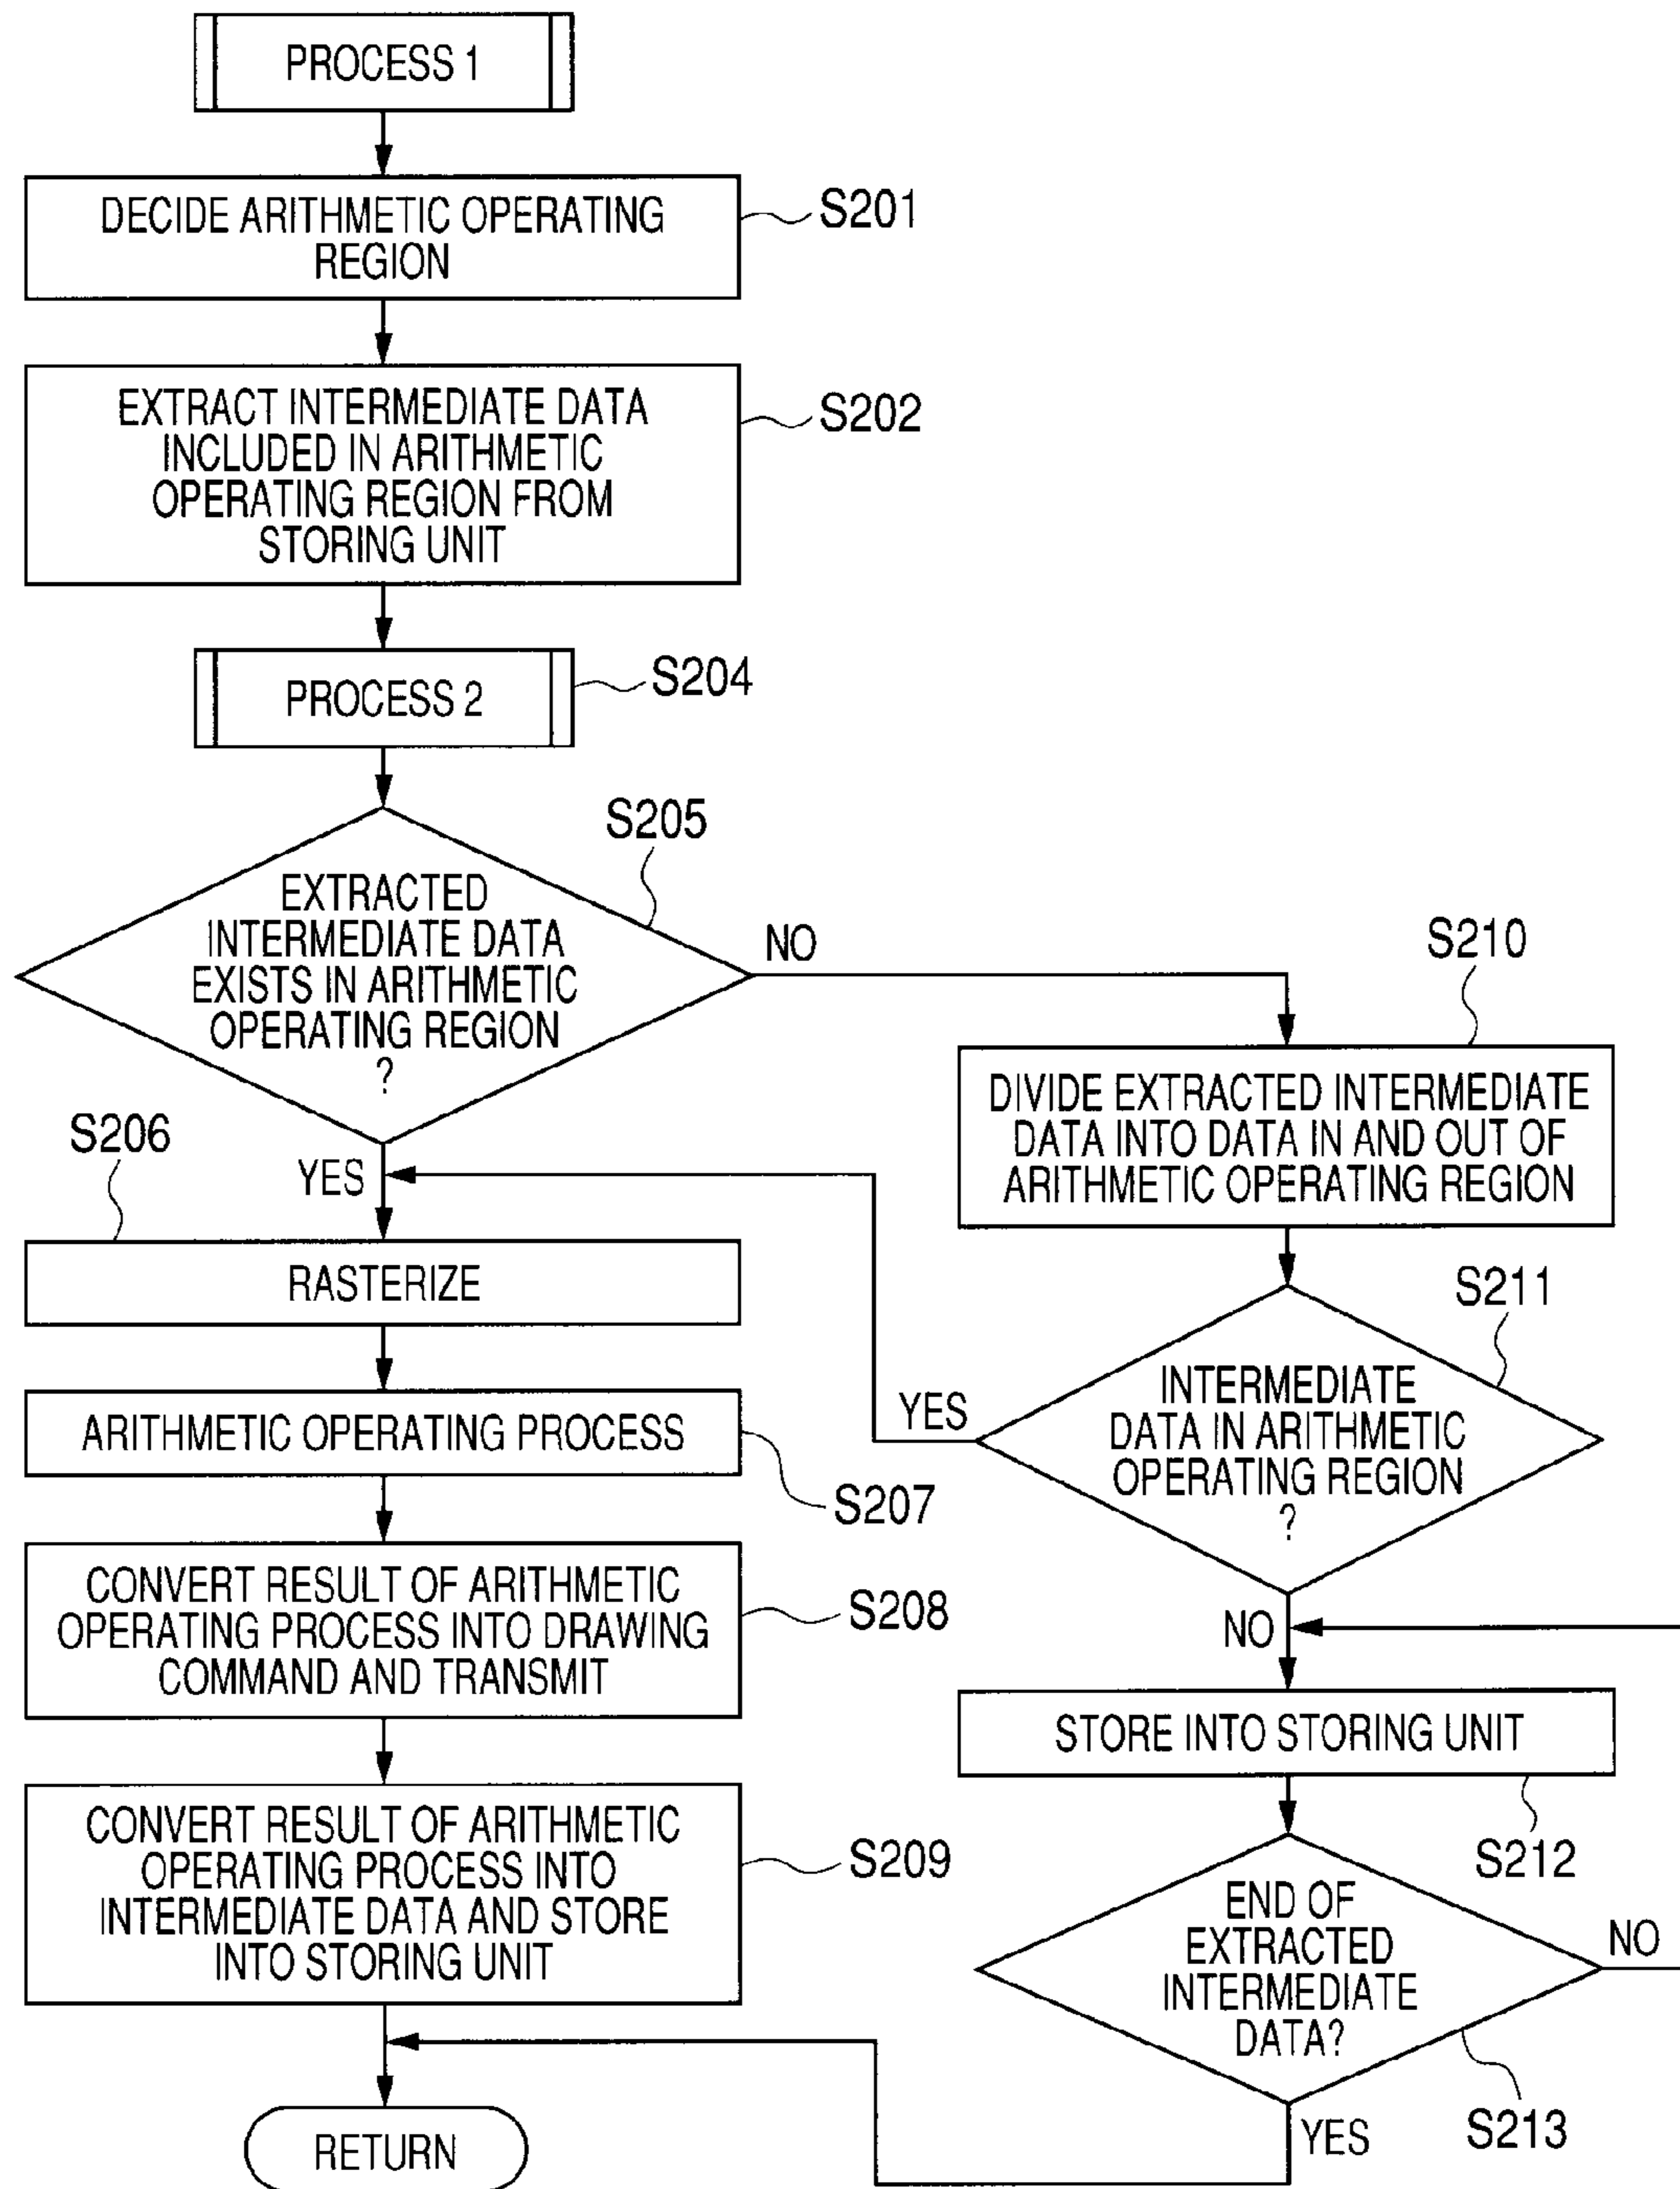 PROCESS 1
DECIDE ARITHMETIC OPERATING
REGION
S201
EXTRACT INTERMEDIATE DATA
INCLUDED IN ARITHMETIC
OPERATING REGION FROM
STORING UNIT
S202
PROCESS 2
S204
S205
EXTRACTED
INTERMEDIATE DATA
EXISTS IN ARITHMETIC
OPERATING REGION
?
NO
YES
S210
DIVIDE EXTRACTED INTERMEDIATE
DATA INTO DATA IN AND OUT OF
ARITHMETIC OPERATING REGION
S206
RASTERIZE
S211
INTERMEDIATE
DATA IN ARITHMETIC
OPERATING REGION
?
YES
NO
ARITHMETIC OPERATING PROCESS
S207
CONVERT RESULT OF ARITHMETIC
OPERATING PROCESS INTO DRAWING
COMMAND AND TRANSMIT
S208
STORE INTO STORING UNIT
S212
CONVERT RESULT OF ARITHMETIC
OPERATING PROCESS INTO
INTERMEDIATE DATA AND STORE
INTO STORING UNIT
S209
END OF
EXTRACTED
INTERMEDIATE
DATA?
NO
S213
YES
RETURN